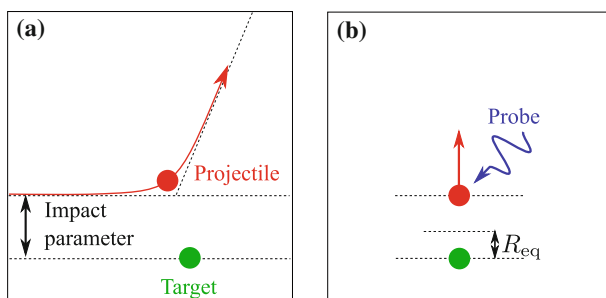 (a)
Projectile
Impact
parameter
Target
(b)
Probe
R_eq